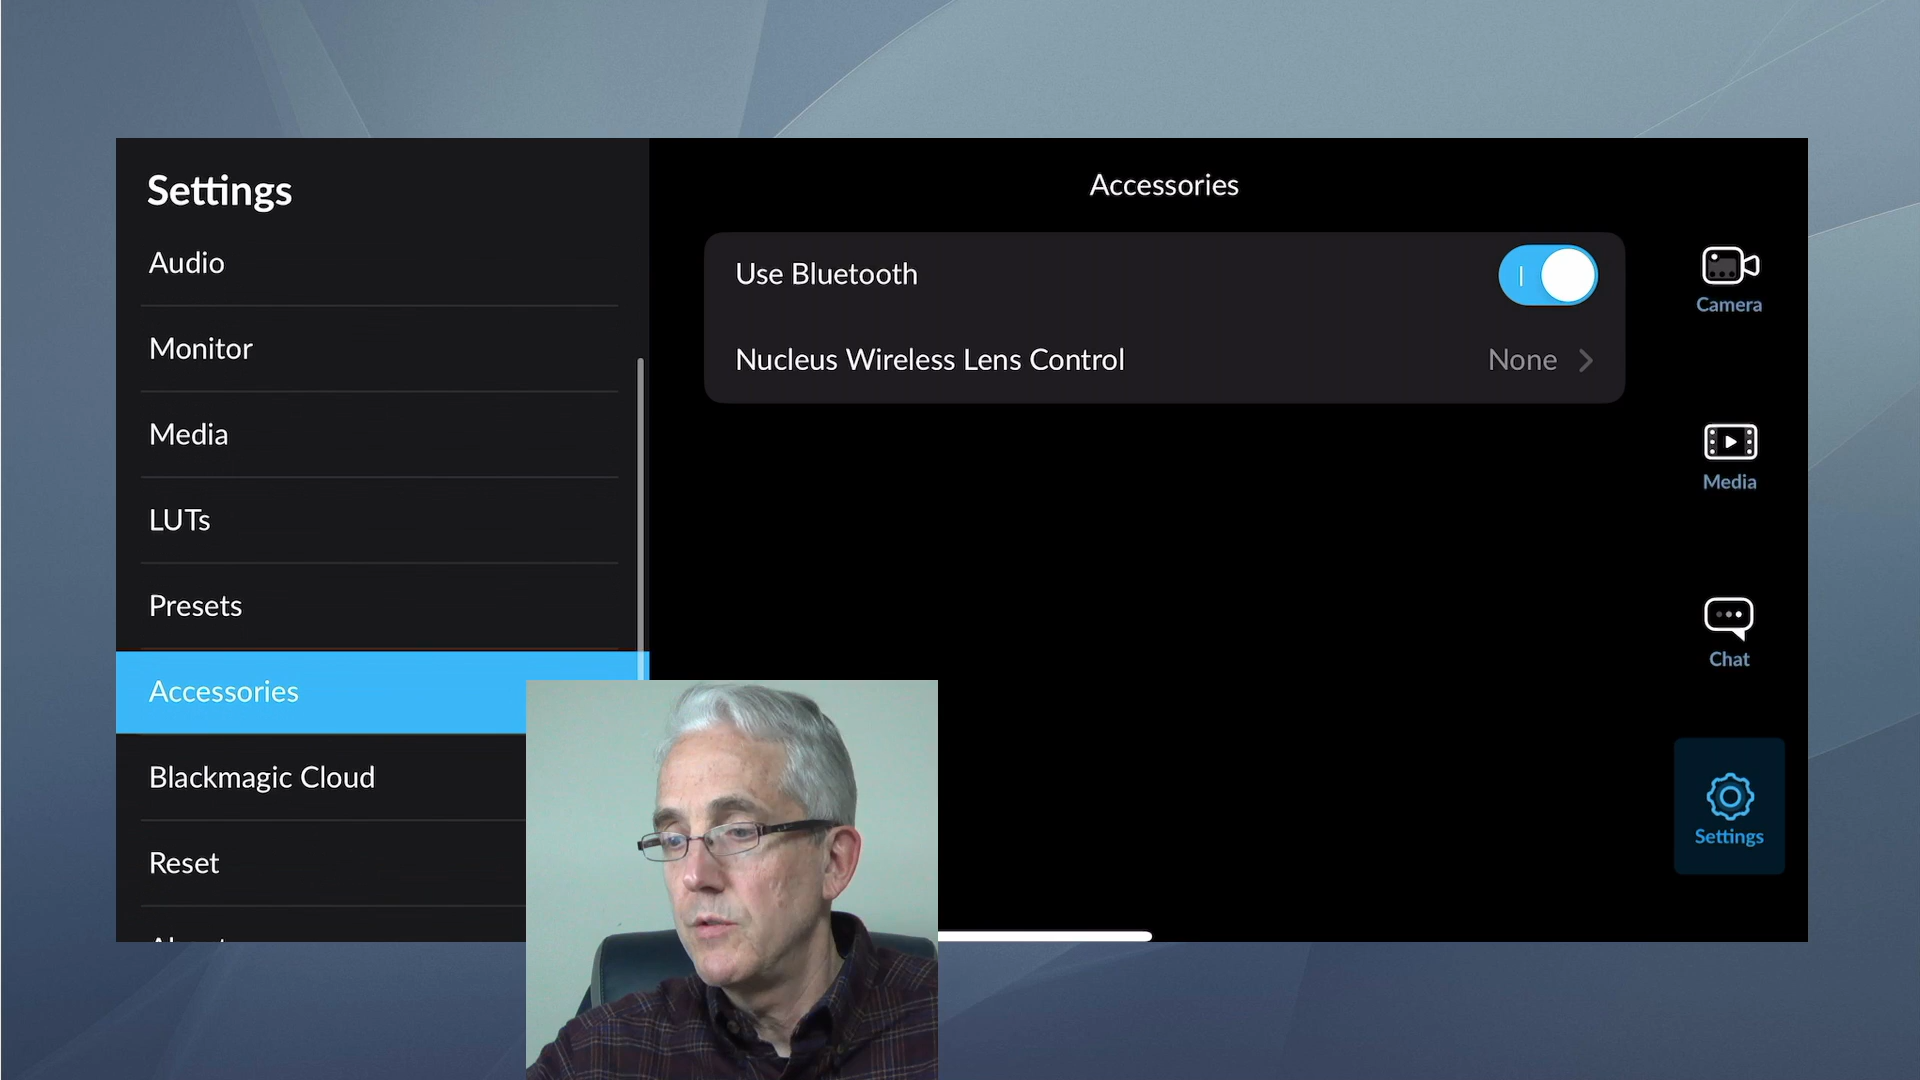 Settings
Audio
Monitor
Media
LUTs
Presets
Accessories
Blackmagic Cloud
Reset
Accessories
Use Bluetooth
Nucleus Wireless Lens Control
None
Camera
Media
Chat
Settings